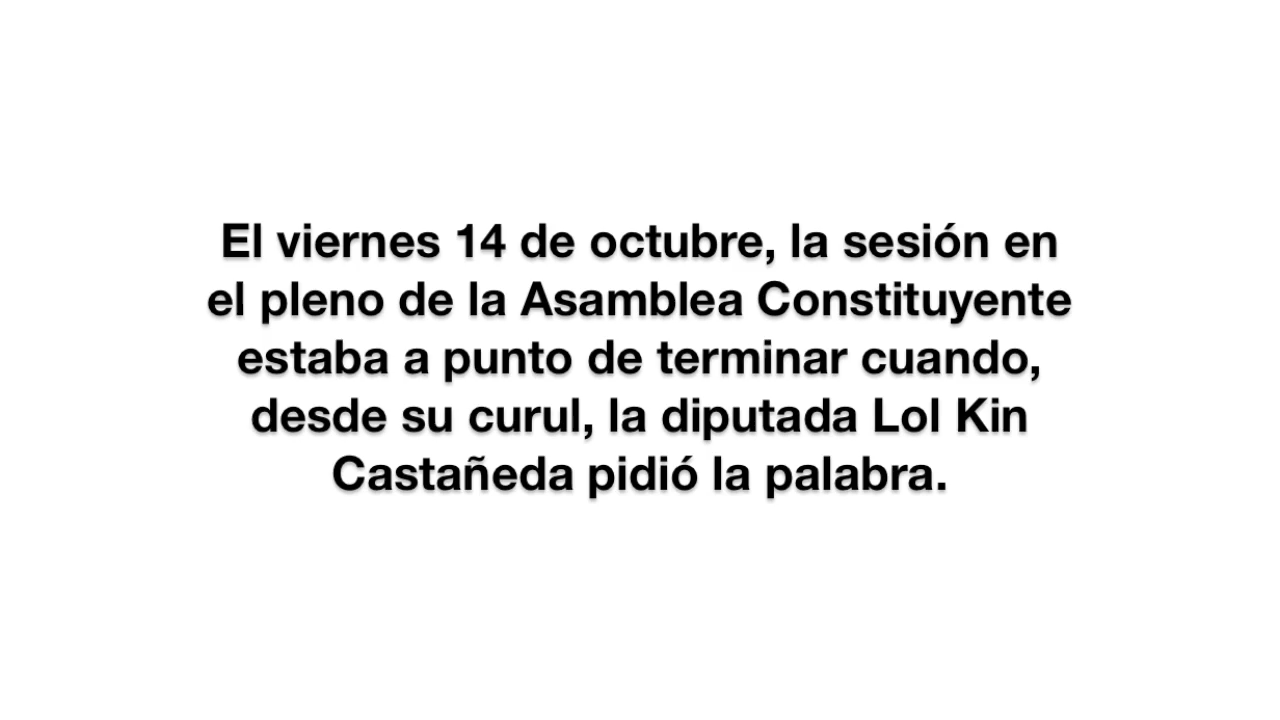 El viernes 14 de octubre, la sesión en
el pleno de la Asamblea Constituyente
estaba a punto de terminar cuando,
desde su curul, la diputada Lol Kin
Castañeda pidió la palabra.